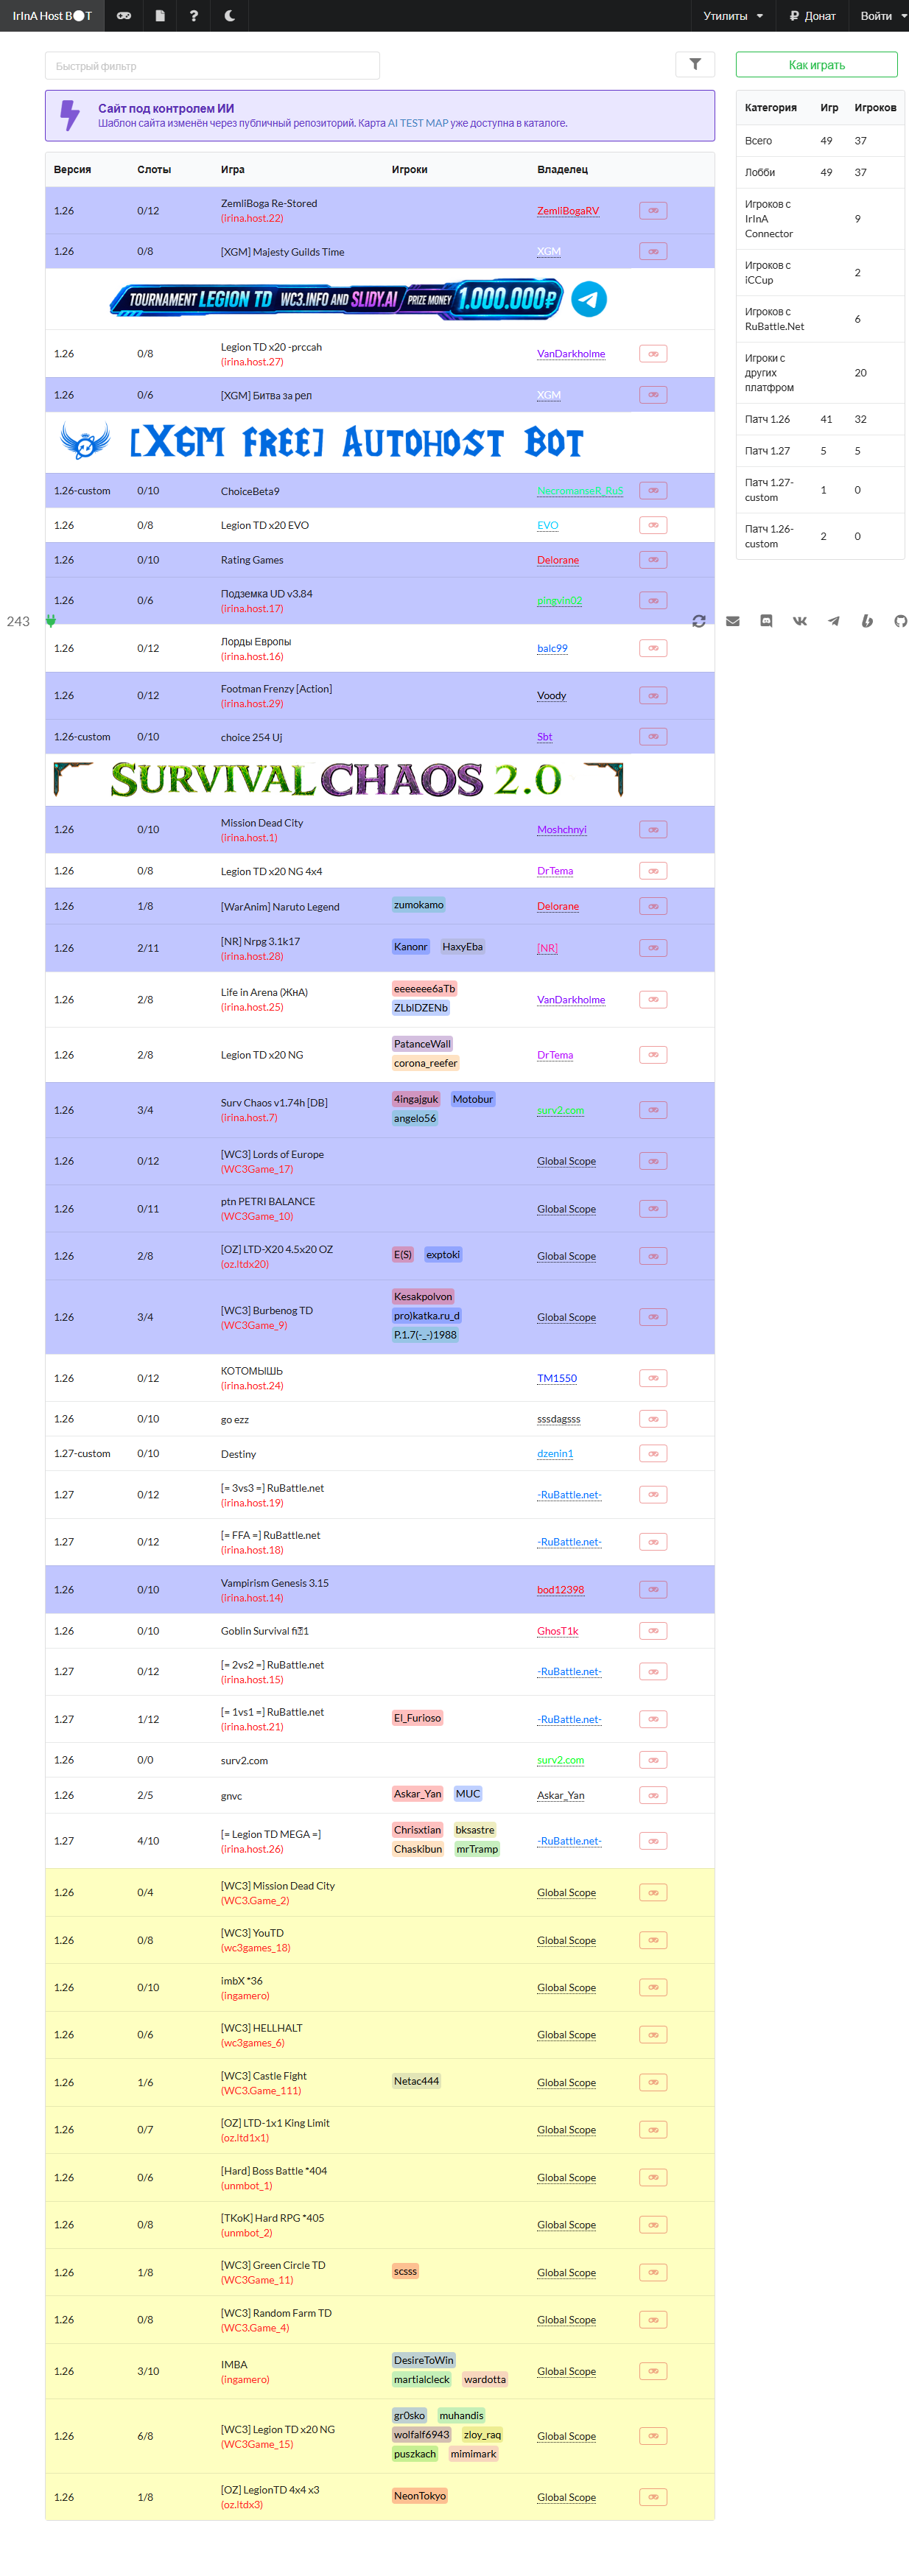 IrInA Host BOT
Утилиты
Донат
Войти
Быстрый фильтр
Как играть
Сайт под контролем ИИ
Шаблон сайта изменён через публичный репозиторий. Карта AI TEST MAP уже доступна в каталоге.
Категория Игр Игроков
Всего 49 37
Лобби 49 37
Игроков с IrInA Connector 9
Игроков с iCCup 2
Игроков с RuBattle.Net 6
Игроки с других платфром 20
Патч 1.26 41 32
Патч 1.27 5 5
Патч 1.27-custom 1 0
Патч 1.26-custom 2 0
Версия Слоты Игра Игроки Владелец
1.26 0/12 ZemliBoga Re-Stored (irina.host.22) ZemliBogaRV
1.26 0/8 [XGM] Majesty Guilds Time XGM
TOURNAMENT LEGION TD WC3.INFO AND SLIDY.AI PRIZE MONEY 1.000.000₽
1.26 0/8 Legion TD x20 -prccah (irina.host.27) VanDarkholme
1.26 0/6 [XGM] Битва за рел XGM
[XGM FREE] AUTOHOST BOT
1.26-custom 0/10 ChoiceBeta9 NecromanseR_RuS
1.26 0/8 Legion TD x20 EVO EVO
1.26 0/10 Rating Games Delorane
1.26 0/6 Подземка UD v3.84 (irina.host.17) pingvin02
243
1.26 0/12 Лорды Европы (irina.host.16) balc99
1.26 0/12 Footman Frenzy [Action] (irina.host.29) Voody
1.26-custom 0/10 choice 254 Uj Sbt
SURVIVAL CHAOS 2.0
1.26 0/10 Mission Dead City (irina.host.1) Moshchnyi
1.26 0/8 Legion TD x20 NG 4x4 DrTema
1.26 1/8 [WarAnim] Naruto Legend zumokamo Delorane
1.26 2/11 [NR] Nrpg 3.1k17 (irina.host.28) Kanonr HaxyEba [NR]
1.26 2/8 Life in Arena (ЖнА) (irina.host.25) eeeeeee6aTb ZLblDZENb VanDarkholme
1.26 2/8 Legion TD x20 NG PatanceWall corona_reefer DrTema
1.26 3/4 Surv Chaos v1.74h [DB] (irina.host.7) 4ingajguk Motobur angelo56 surv2.com
1.26 0/12 [WC3] Lords of Europe (WC3Game_17) Global Scope
1.26 0/11 ptn PETRI BALANCE (WC3Game_10) Global Scope
1.26 2/8 [OZ] LTD-X20 4.5x20 OZ (oz.ltdx20) E(S) exptoki Global Scope
1.26 3/4 [WC3] Burbenog TD (WC3Game_9) Kesakpolvon pro)katka.ru_d P.1.7(-_-)1988 Global Scope
1.26 0/12 КОТОМЫШЬ (irina.host.24) TM1550
1.26 0/10 go ezz sssdagsss
1.27-custom 0/10 Destiny dzenin1
1.27 0/12 [= 3vs3 =] RuBattle.net (irina.host.19) -RuBattle.net-
1.27 0/12 [= FFA =] RuBattle.net (irina.host.18) -RuBattle.net-
1.26 0/10 Vampirism Genesis 3.15 (irina.host.14) bod12398
1.26 0/10 Goblin Survival GhosT1k
1.27 0/12 [= 2vs2 =] RuBattle.net (irina.host.15) -RuBattle.net-
1.27 1/12 [= 1vs1 =] RuBattle.net (irina.host.21) El_Furioso -RuBattle.net-
1.26 0/0 surv2.com surv2.com
1.26 2/5 gnvc Askar_Yan MUC Askar_Yan
1.27 4/10 [= Legion TD MEGA =] (irina.host.26) Chrisxtian bksastre Chaskibun mrTramp -RuBattle.net-
1.26 0/4 [WC3] Mission Dead City (WC3.Game_2) Global Scope
1.26 0/8 [WC3] YouTD (wc3games_18) Global Scope
1.26 0/10 imbX *36 (ingamero) Global Scope
1.26 0/6 [WC3] HELLHALT (wc3games_6) Global Scope
1.26 1/6 [WC3] Castle Fight (WC3.Game_111) Netac444 Global Scope
1.26 0/7 [OZ] LTD-1x1 King Limit (oz.ltd1x1) Global Scope
1.26 0/6 [Hard] Boss Battle *404 (unmbot_1) Global Scope
1.26 0/8 [TKoK] Hard RPG *405 (unmbot_2) Global Scope
1.26 1/8 [WC3] Green Circle TD (WC3Game_11) scsss Global Scope
1.26 0/8 [WC3] Random Farm TD (WC3.Game_4) Global Scope
1.26 3/10 IMBA (ingamero) DesireToWin martialcleck wardotta Global Scope
1.26 6/8 [WC3] Legion TD x20 NG (WC3Game_15) gr0sko muhandis wolfalf6943 zloy_raq puszkach mimimark Global Scope
1.26 1/8 [OZ] LegionTD 4x4 x3 (oz.ltdx3) NeonTokyo Global Scope